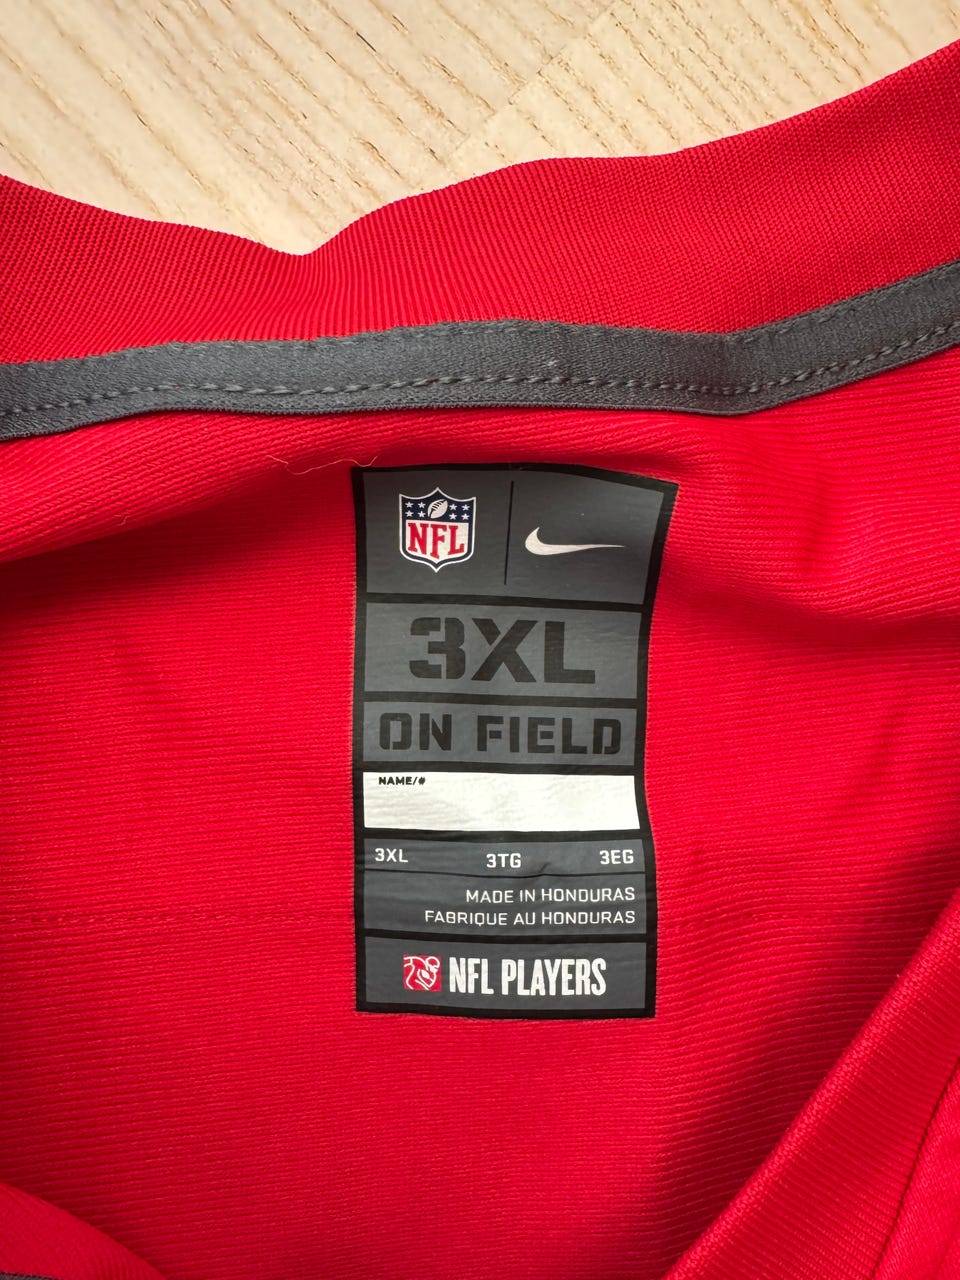 NFL
3XL
ON FIELD
NAME/#
3XL 3TG 3EG
MADE IN HONDURAS
FABRIQUE AU HONDURAS
NFL PLAYERS